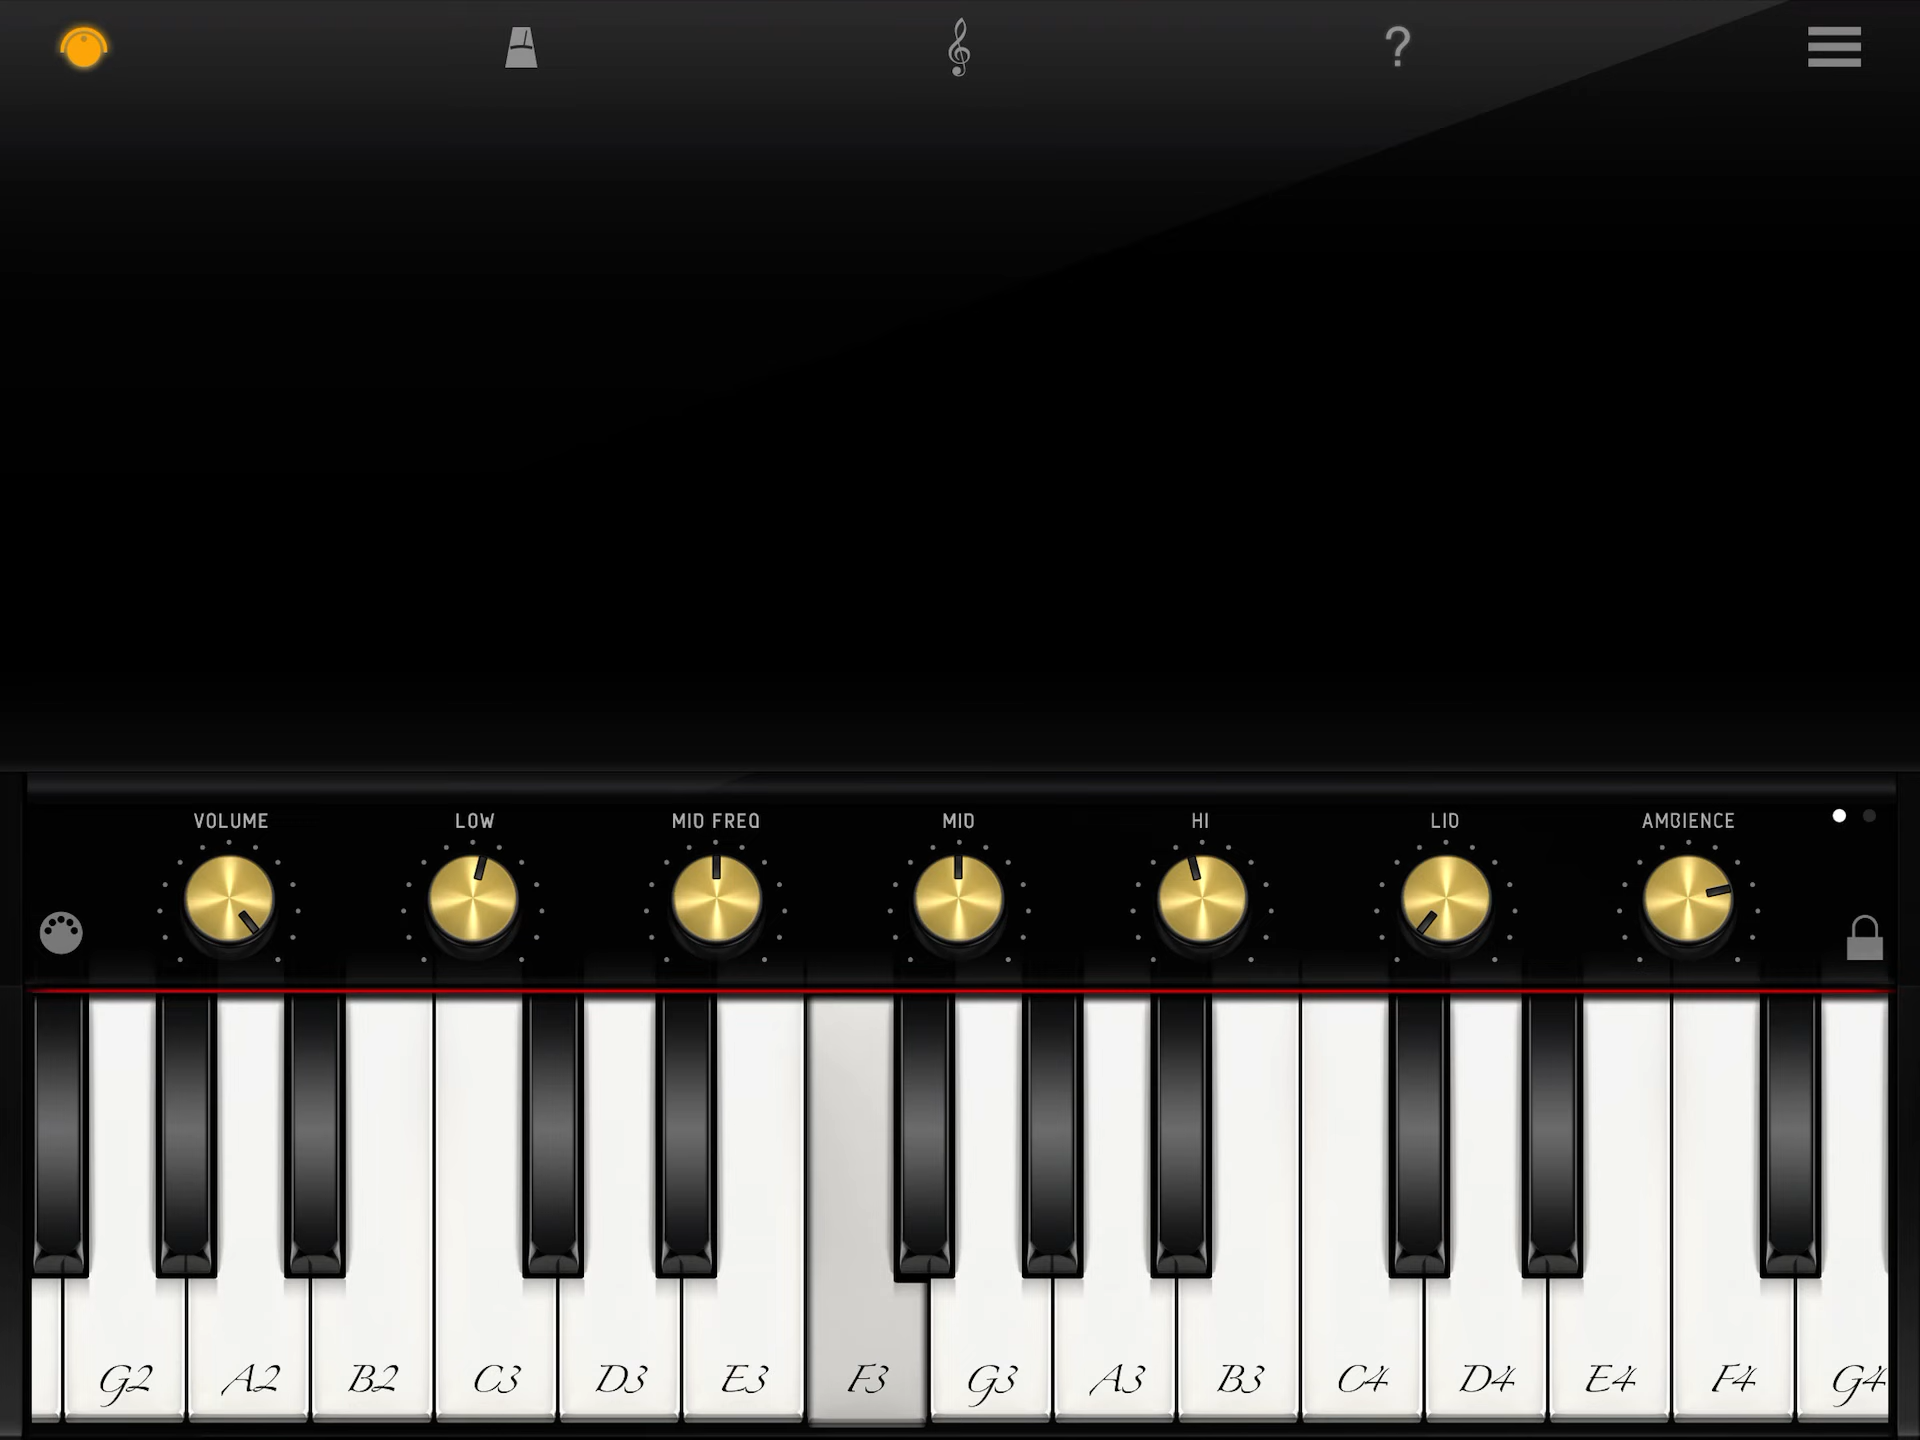 ?
VOLUME LOW MID FREQ MID HI LID AMBIENCE
G2 A2 B2 C3 D3 E3 F3 G3 A3 B3 C4 D4 E4 F4 G4